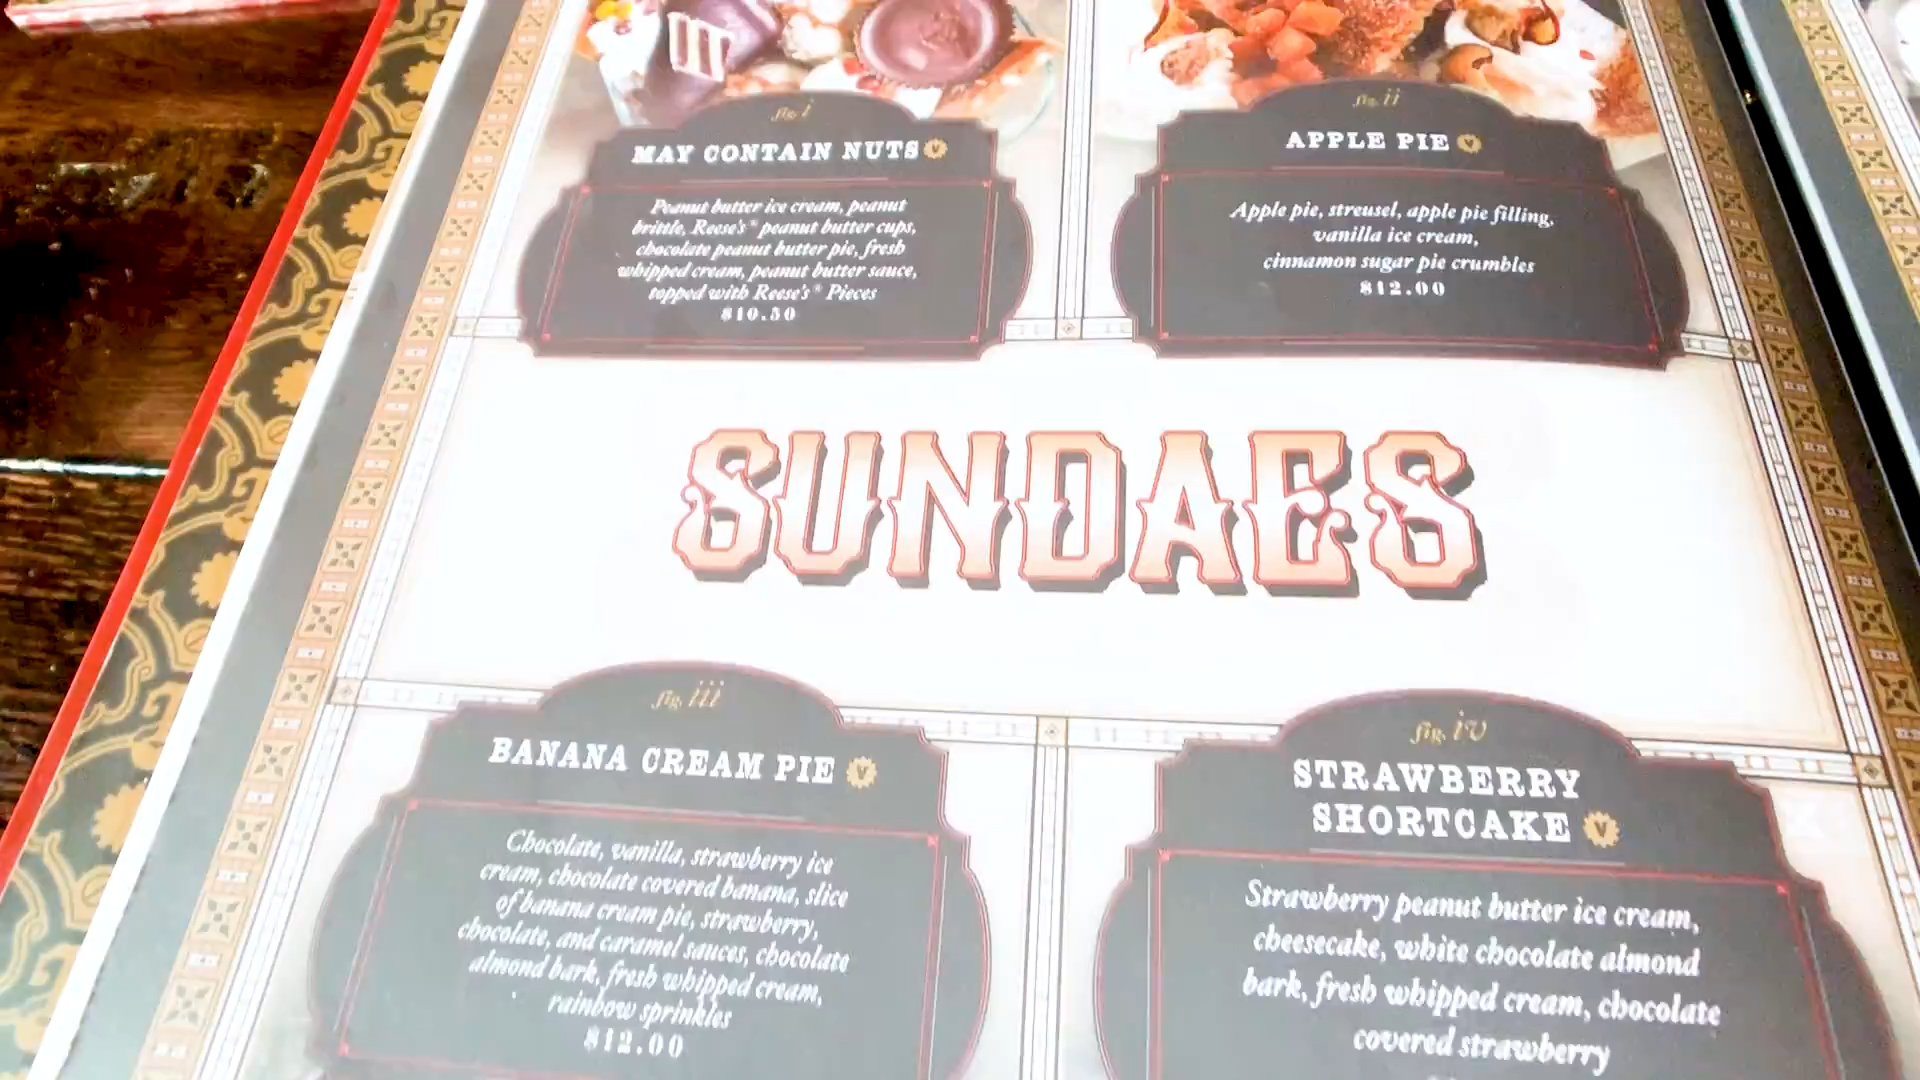 fig. i
MAY CONTAIN NUTS V
Peanut butter ice cream, peanut
brittle, Reese's® peanut butter cups,
chocolate peanut butter pie, fresh
whipped cream, peanut butter sauce,
topped with Reese's® Pieces
$10.50
fig. ii
APPLE PIE V
Apple pie, streusel, apple pie filling,
vanilla ice cream,
cinnamon sugar pie crumbles
$12.00
SUNDAES
fig. iii
BANANA CREAM PIE V
Chocolate, vanilla, strawberry ice
cream, chocolate covered banana, slice
of banana cream pie, strawberry,
chocolate, and caramel sauces, chocolate
almond bark, fresh whipped cream,
rainbow sprinkles
$12.00
fig. iv
STRAWBERRY
SHORTCAKE V
Strawberry peanut butter ice cream,
cheesecake, white chocolate almond
bark, fresh whipped cream, chocolate
covered strawberry